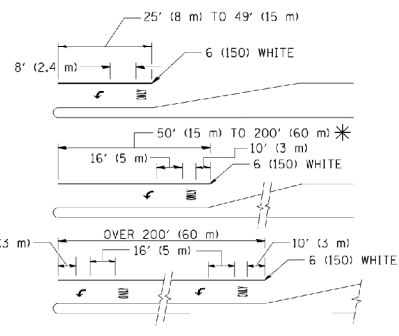 25' (8 m) TO 49' (15 m)
6 (150) WHITE
8' (2.4 m)
ONLY
50' (15 m) TO 200' (60 m) *
16' (5 m)
10' (3 m)
6 (150) WHITE
ONLY
OVER 200' (60 m)
(3 m)
16' (5 m)
10' (3 m)
6 (150) WHITE
ONLY
ONLY